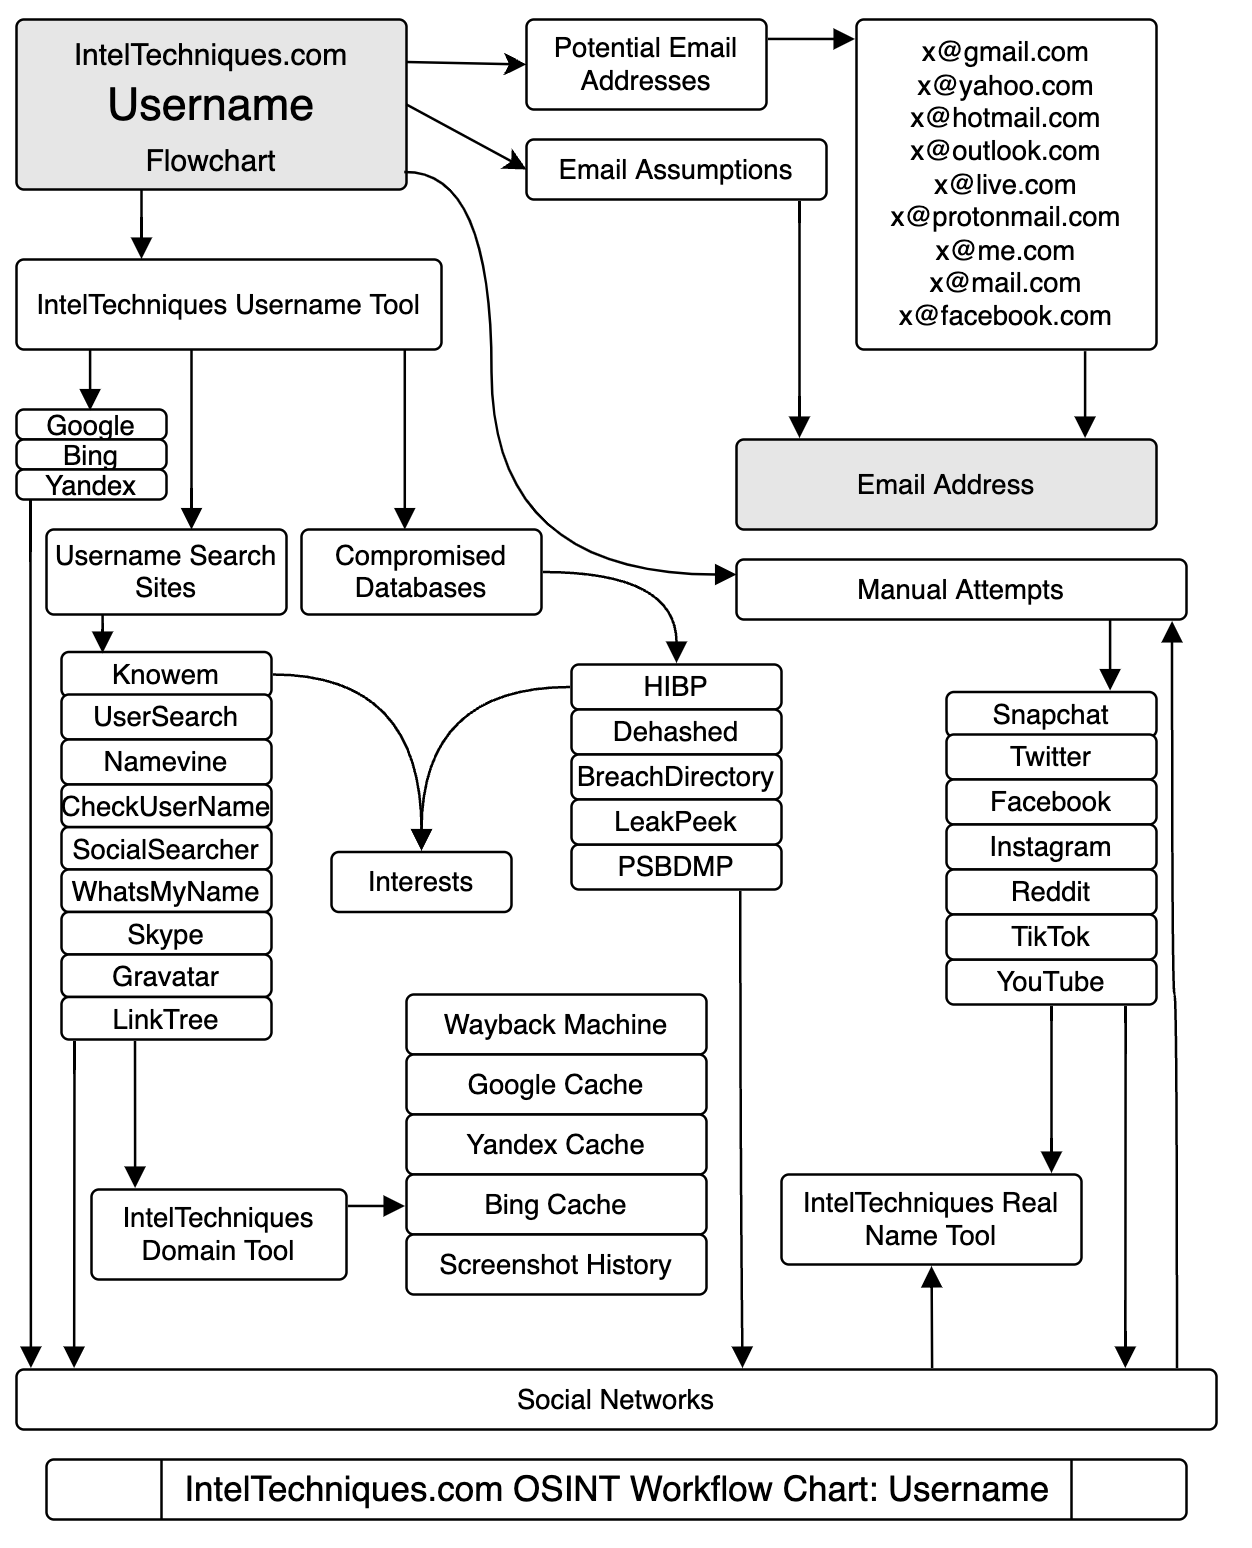 IntelTechniques.com
Username
Flowchart
Potential Email
Addresses
x@gmail.com
x@yahoo.com
x@hotmail.com
x@outlook.com
x@live.com
x@protonmail.com
x@me.com
x@mail.com
x@facebook.com
Email Assumptions
IntelTechniques Username Tool
Google
Bing
Yandex
Email Address
Username Search
Sites
Compromised
Databases
Manual Attempts
Knowem
UserSearch
Namevine
CheckUserName
SocialSearcher
WhatsMyName
Skype
Gravatar
LinkTree
HIBP
Dehashed
BreachDirectory
LeakPeek
PSBDMP
Interests
Snapchat
Twitter
Facebook
Instagram
Reddit
TikTok
YouTube
Wayback Machine
Google Cache
Yandex Cache
Bing Cache
Screenshot History
IntelTechniques
Domain Tool
IntelTechniques Real
Name Tool
Social Networks
IntelTechniques.com OSINT Workflow Chart: Username